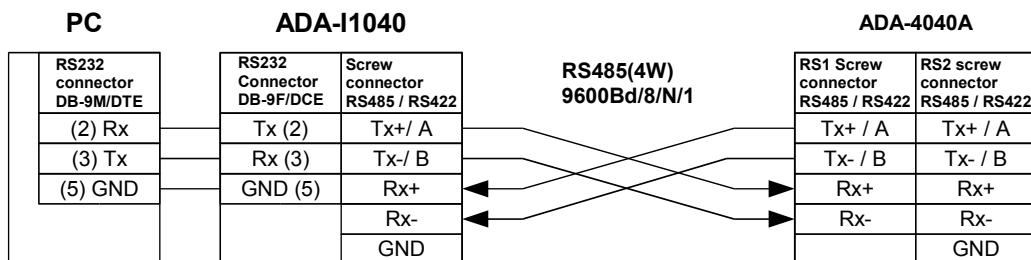 PC
ADA-I1040
ADA-4040A
RS232
connector
DB-9M/DTE
RS232
Connector
DB-9F/DCE
Screw
connector
RS485 / RS422
RS485(4W)
9600Bd/8/N/1
RS1 Screw
connector
RS485 / RS422
RS2 screw
connector
RS485 / RS422
(2) Rx
Tx (2)
Tx+/ A
Tx+ / A
Tx+ / A
(3) Tx
Rx (3)
Tx-/ B
Tx- / B
Tx- / B
(5) GND
GND (5)
Rx+
Rx+
Rx+
Rx-
Rx-
Rx-
GND
GND